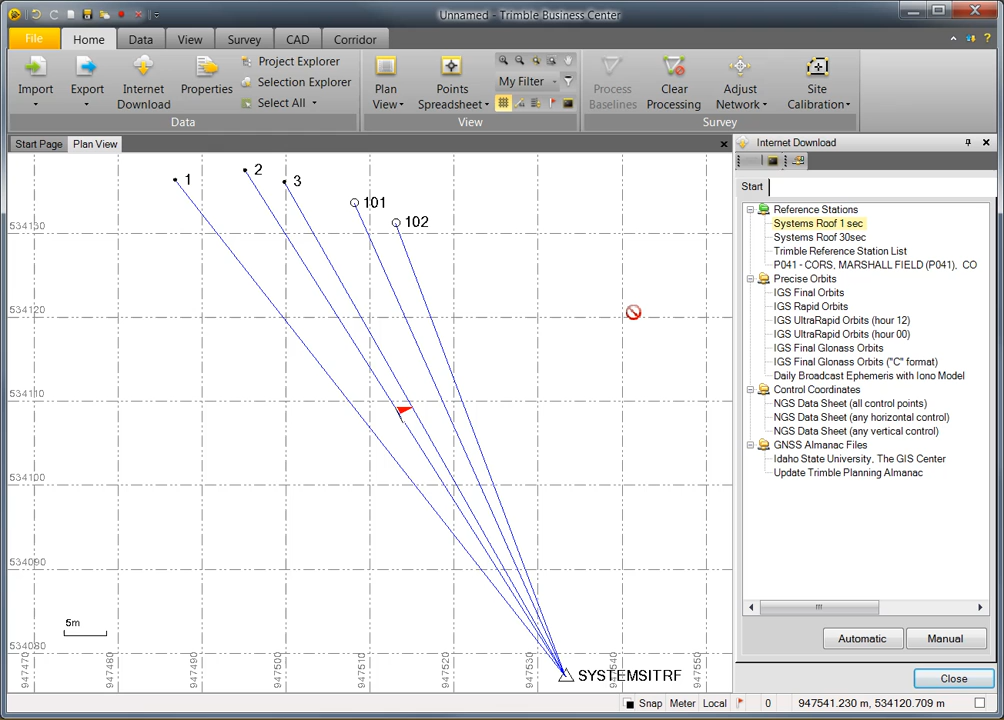 Unnamed - Trimble Business Center
File Home Data View Survey CAD Corridor
Import Export Internet Download Properties Project Explorer Selection Explorer Select All
Data
Plan View Points Spreadsheet My Filter
View
Process Baselines Clear Processing Adjust Network Site Calibration
Survey
Start Page Plan View
1
2
3
101
102
534130
534120
534110
534100
534090
534080
5m
947470 947480 947490 947500 947510 947520 947530 947540 947550
SYSTEMSITRF
Internet Download
Start
Reference Stations
Systems Roof 1 sec
Systems Roof 30sec
Trimble Reference Station List
P041 - CORS, MARSHALL FIELD (P041), CO
Precise Orbits
IGS Final Orbits
IGS Rapid Orbits
IGS UltraRapid Orbits (hour 12)
IGS UltraRapid Orbits (hour 00)
IGS Final Glonass Orbits
IGS Final Glonass Orbits ("C" format)
Daily Broadcast Ephemeris with Iono Model
Control Coordinates
NGS Data Sheet (all control points)
NGS Data Sheet (any horizontal control)
NGS Data Sheet (any vertical control)
GNSS Almanac Files
Idaho State University, The GIS Center
Update Trimble Planning Almanac
Automatic Manual
Close
Snap Meter Local 0 947541.230 m, 534120.709 m